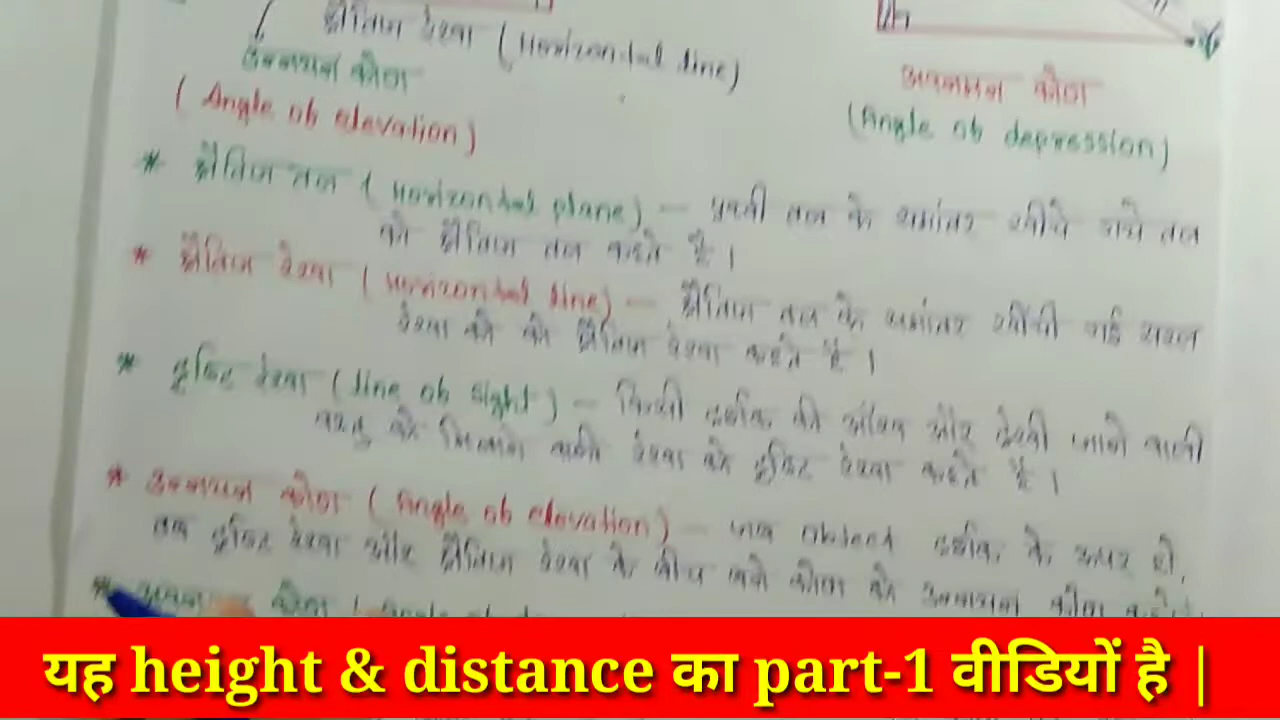 क्षैतिज रेखा (Horizontal line)
उन्नयन कोण
(Angle of elevation)
अवनमन कोण
(Angle of depression)
* क्षैतिज तल (Horizontal plane) – पृथ्वी तल के समांतर खींचे गये तल
को क्षैतिज तल कहते है।
* क्षैतिज रेखा (Horizontal line) – क्षैतिज तल के समांतर खींची गई सरल
रेखा को को क्षैतिज रेखा कहते है।
* दृष्टि रेखा (line of sight) – किसी दर्शक की आँख और देखी जाने वाली
वस्तु को मिलाने वाली रेखा को दृष्टि रेखा कहते है।
* उन्नयन कोण (Angle of elevation) – जब object दर्शक के ऊपर हो,
तब दृष्टि रेखा और क्षैतिज रेखा के बीच बने कोण को उन्नयन कोण
* कोण (Angle of
यह height & distance का part-1 वीडियों है |